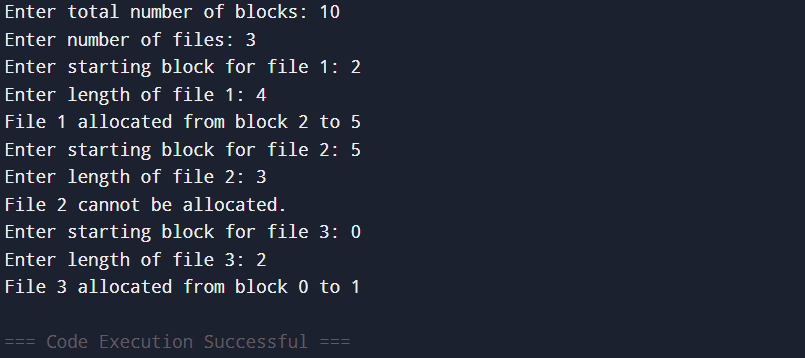 Enter total number of blocks: 10
Enter number of files: 3
Enter starting block for file 1: 2
Enter length of file 1: 4
File 1 allocated from block 2 to 5
Enter starting block for file 2: 5
Enter length of file 2: 3
File 2 cannot be allocated.
Enter starting block for file 3: 0
Enter length of file 3: 2
File 3 allocated from block 0 to 1
=== Code Execution Successful ===